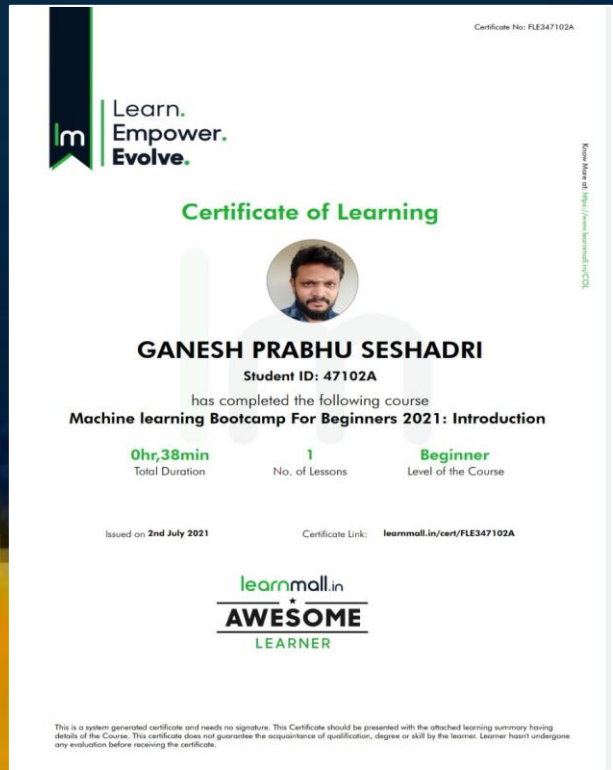 Certificate No: FLE347102A
lm
Learn.
Empower.
Evolve.
Know More at: https://www.learnmall.in/COL
Certificate of Learning
lm
GANESH PRABHU SESHADRI
Student ID: 47102A
has completed the following course
Machine learning Bootcamp For Beginners 2021: Introduction
0hr,38min 1 Beginner
Total Duration No. of Lessons Level of the Course
Issued on 2nd July 2021 Certificate Link: learnmall.in/cert/FLE347102A
learnmall.in
AWESOME
LEARNER
This is a system generated certificate and needs no signature. This Certificate should be presented with the attached learning summary having
details of the Course. This certificate does not guarantee the acquaintance of qualification, degree or skill by the learner. Learner hasn't undergone
any evaluation before receiving the certificate.